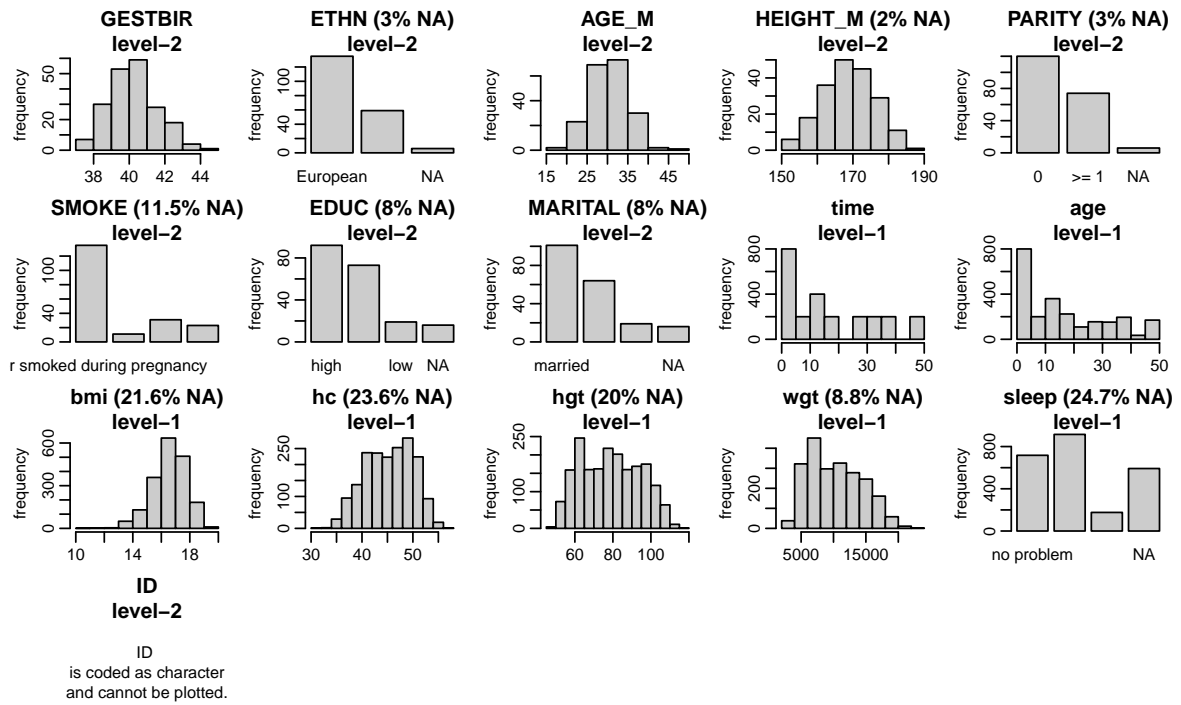 GESTBIR
level−2
frequency
0 20 50
38 40 42 44
ETHN (3% NA)
level−2
frequency
0 40 120
European NA
AGE_M
level−2
frequency
0 40
15 25 35 45
HEIGHT_M (2% NA)
level−2
frequency
0 20 40
150 170 190
PARITY (3% NA)
level−2
frequency
0 40 80
0 >= 1 NA
SMOKE (11.5% NA)
level−2
frequency
0 40 120
r smoked during pregnancy
EDUC (8% NA)
level−2
frequency
0 40 80
high low NA
MARITAL (8% NA)
level−2
frequency
0 40 80
married NA
time
level−1
frequency
0 400 800
0 10 30 50
age
level−1
frequency
0 400 800
0 10 30 50
bmi (21.6% NA)
level−1
frequency
0 300 600
10 14 18
hc (23.6% NA)
level−1
frequency
0 100 250
30 40 50
hgt (20% NA)
level−1
frequency
0 100 250
60 80 100
wgt (8.8% NA)
level−1
frequency
0 200
5000 15000
sleep (24.7% NA)
level−1
frequency
0 400 800
no problem NA
ID
level−2
ID
is coded as character
and cannot be plotted.